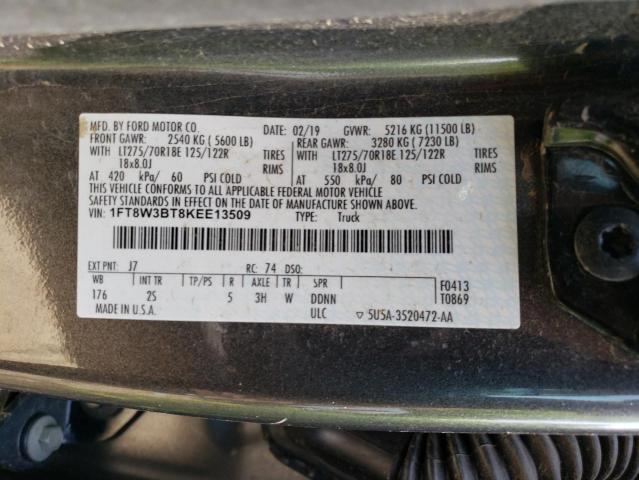 MFD. BY FORD MOTOR CO. DATE: 02/19 GVWR: 5216 KG (11500 LB)
FRONT GAWR: 2540 KG ( 5600 LB) REAR GAWR: 3280 KG ( 7230 LB)
WITH LT275/70R18E 125/122R TIRES WITH LT275/70R18E 125/122R TIRES
18x8.0J RIMS 18x8.0J RIMS
AT 420 kPa/ 60 PSI COLD AT 550 kPa/ 80 PSI COLD
THIS VEHICLE CONFORMS TO ALL APPLICABLE FEDERAL MOTOR VEHICLE
SAFETY STANDARDS IN EFFECT ON THE DATE OF MANUFACTURE SHOWN ABOVE.
VIN: 1FT8W3BT8KEE13509 TYPE: Truck
EXT PNT: J7 RC: 74 DSO:
WB INT TR TP/PS R AXLE TR SPR F0413
176 2S 5 3H W DDNN T0869
MADE IN U.S.A. ULC ▽ 5U5A-3520472-AA